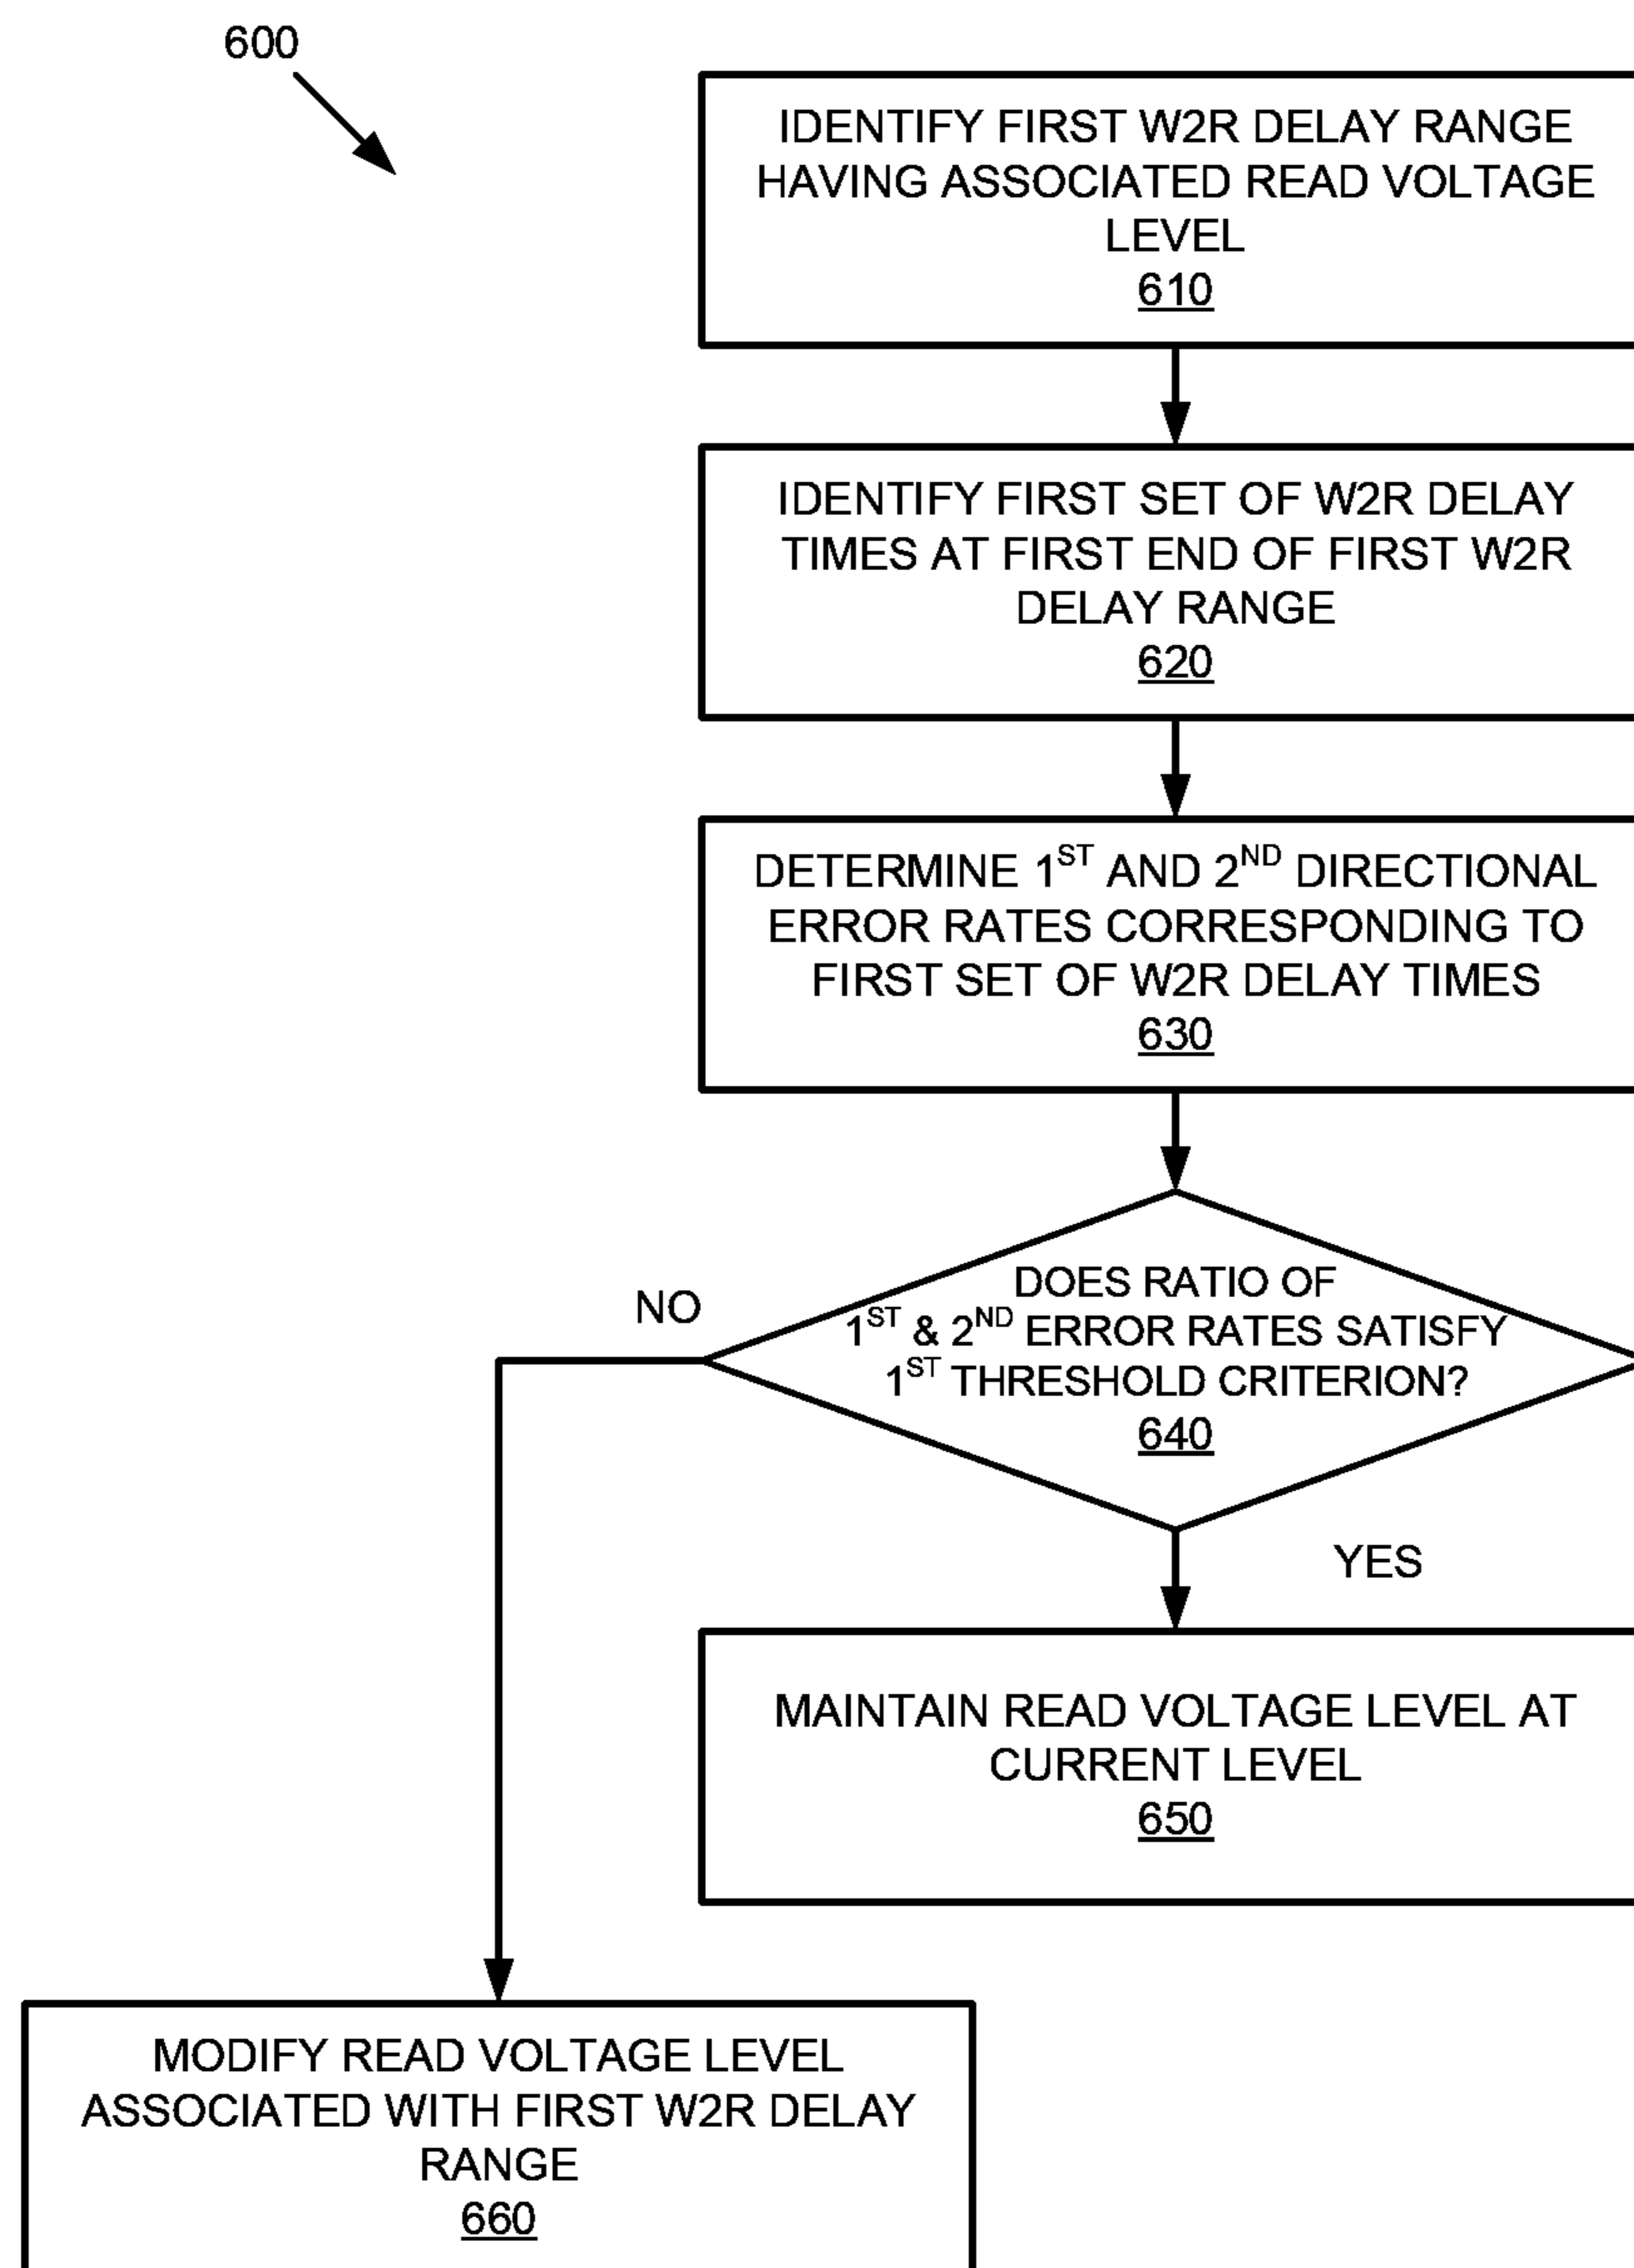 600
IDENTIFY FIRST W2R DELAY RANGE
HAVING ASSOCIATED READ VOLTAGE
LEVEL
610
IDENTIFY FIRST SET OF W2R DELAY
TIMES AT FIRST END OF FIRST W2R
DELAY RANGE
620
DETERMINE 1ST AND 2ND DIRECTIONAL
ERROR RATES CORRESPONDING TO
FIRST SET OF W2R DELAY TIMES
630
DOES RATIO OF
1ST & 2ND ERROR RATES SATISFY
1ST THRESHOLD CRITERION?
640
NO
YES
MAINTAIN READ VOLTAGE LEVEL AT
CURRENT LEVEL
650
MODIFY READ VOLTAGE LEVEL
ASSOCIATED WITH FIRST W2R DELAY
RANGE
660